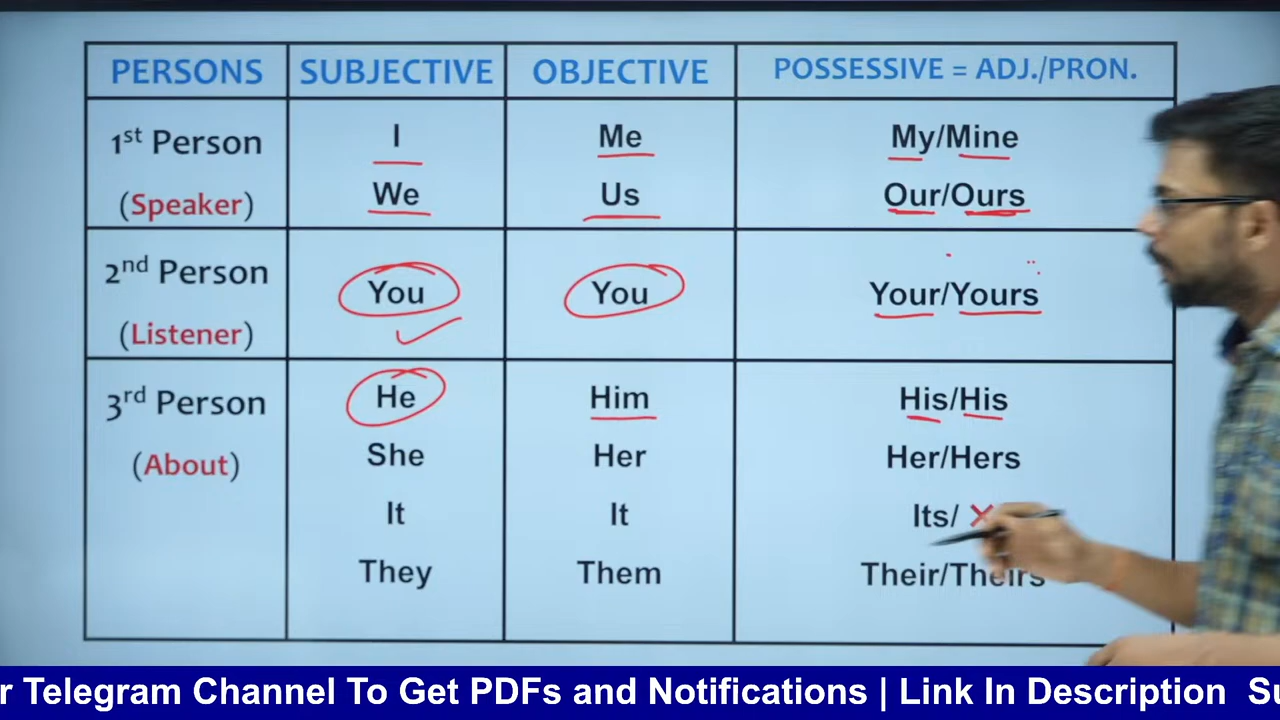 PERSONS SUBJECTIVE OBJECTIVE POSSESSIVE = ADJ./PRON.
1st Person I Me My/Mine
(Speaker) We Us Our/Ours
2nd Person You You Your/Yours
(Listener)
3rd Person He Him His/His
(About) She Her Her/Hers
It It Its/ X
They Them Their/Theirs
r Telegram Channel To Get PDFs and Notifications | Link In Description Su